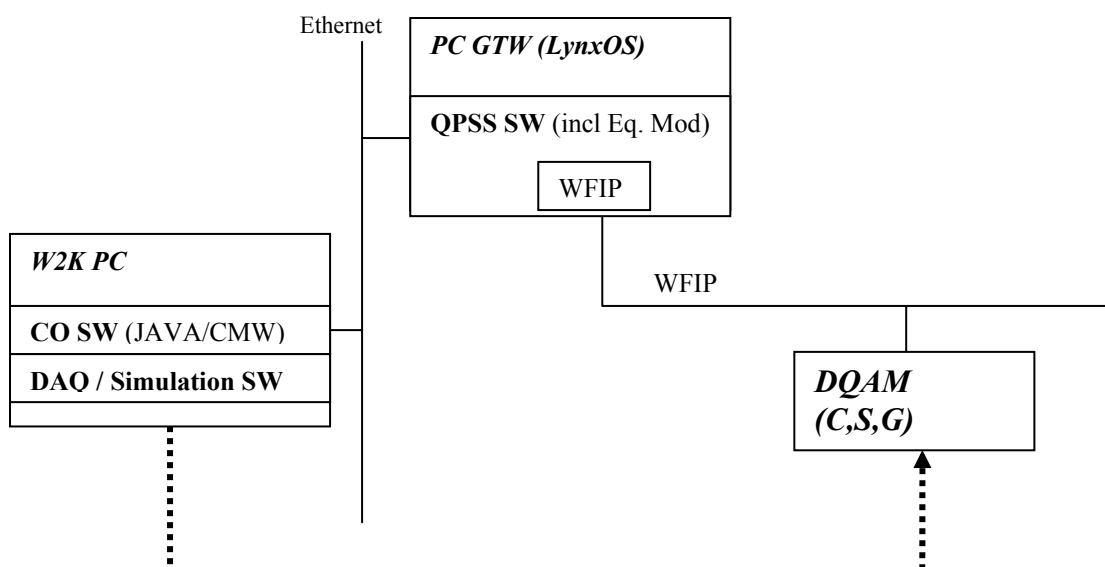 Ethernet
PC GTW (LynxOS)
QPSS SW (incl Eq. Mod)
WFIP
W2K PC
CO SW (JAVA/CMW)
DAQ / Simulation SW
WFIP
DQAM
(C,S,G)